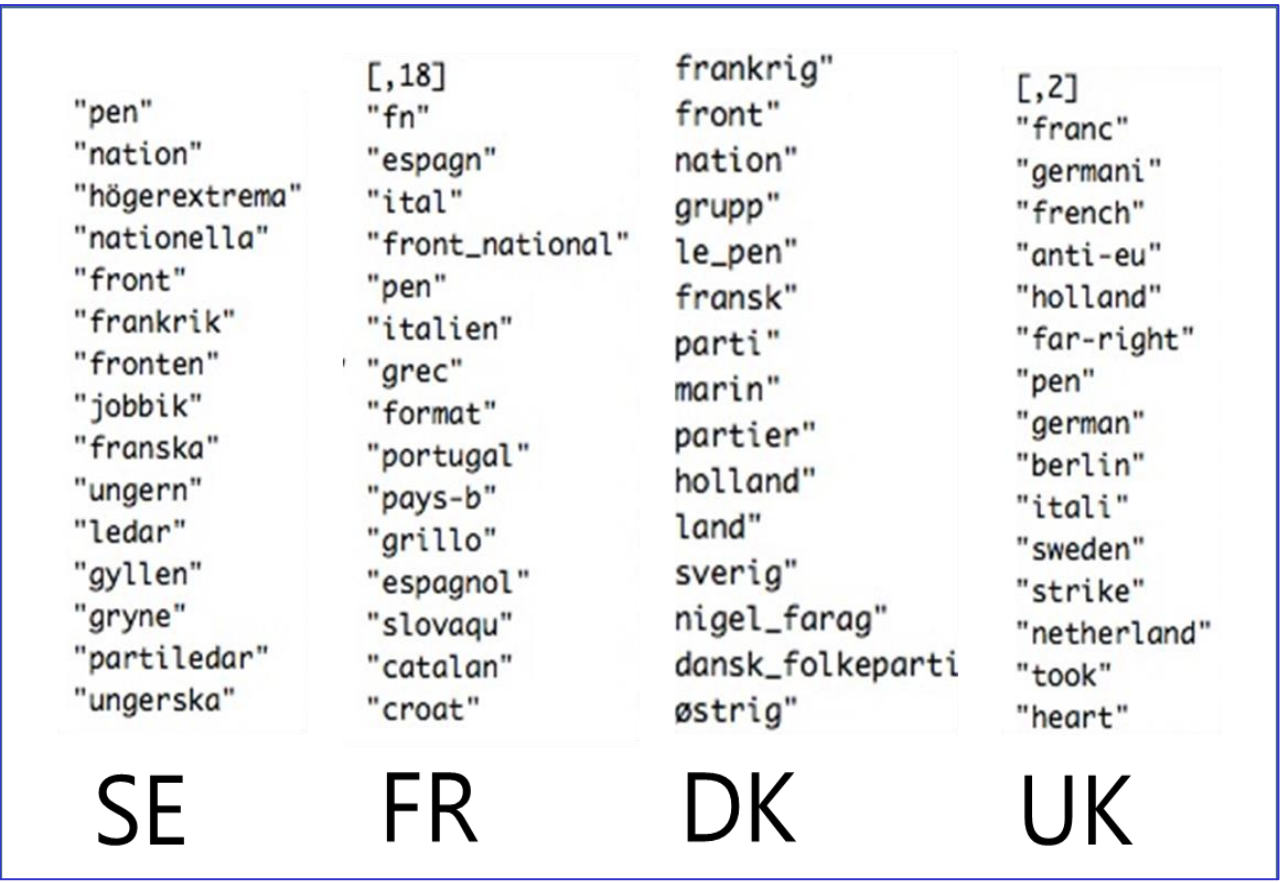 "pen"
"nation"
"högerextrema"
"nationella"
"front"
"frankrik"
"fronten"
"jobbik"
"franska"
"ungern"
"ledar"
"gyllen"
"gryne"
"partiledar"
"ungerska"
SE
[,18]
"fn"
"espagn"
"ital"
"front_national"
"pen"
"italien"
"grec"
"format"
"portugal"
"pays-b"
"grillo"
"espagnol"
"slovaqu"
"catalan"
"croat"
FR
frankrig"
front"
nation"
grupp"
le_pen"
fransk"
parti"
marin"
partier"
holland"
land"
sverig"
nigel_farag"
dansk_folkeparti
østrig"
DK
[,2]
"franc"
"germani"
"french"
"anti-eu"
"holland"
"far-right"
"pen"
"german"
"berlin"
"itali"
"sweden"
"strike"
"netherland"
"took"
"heart"
UK